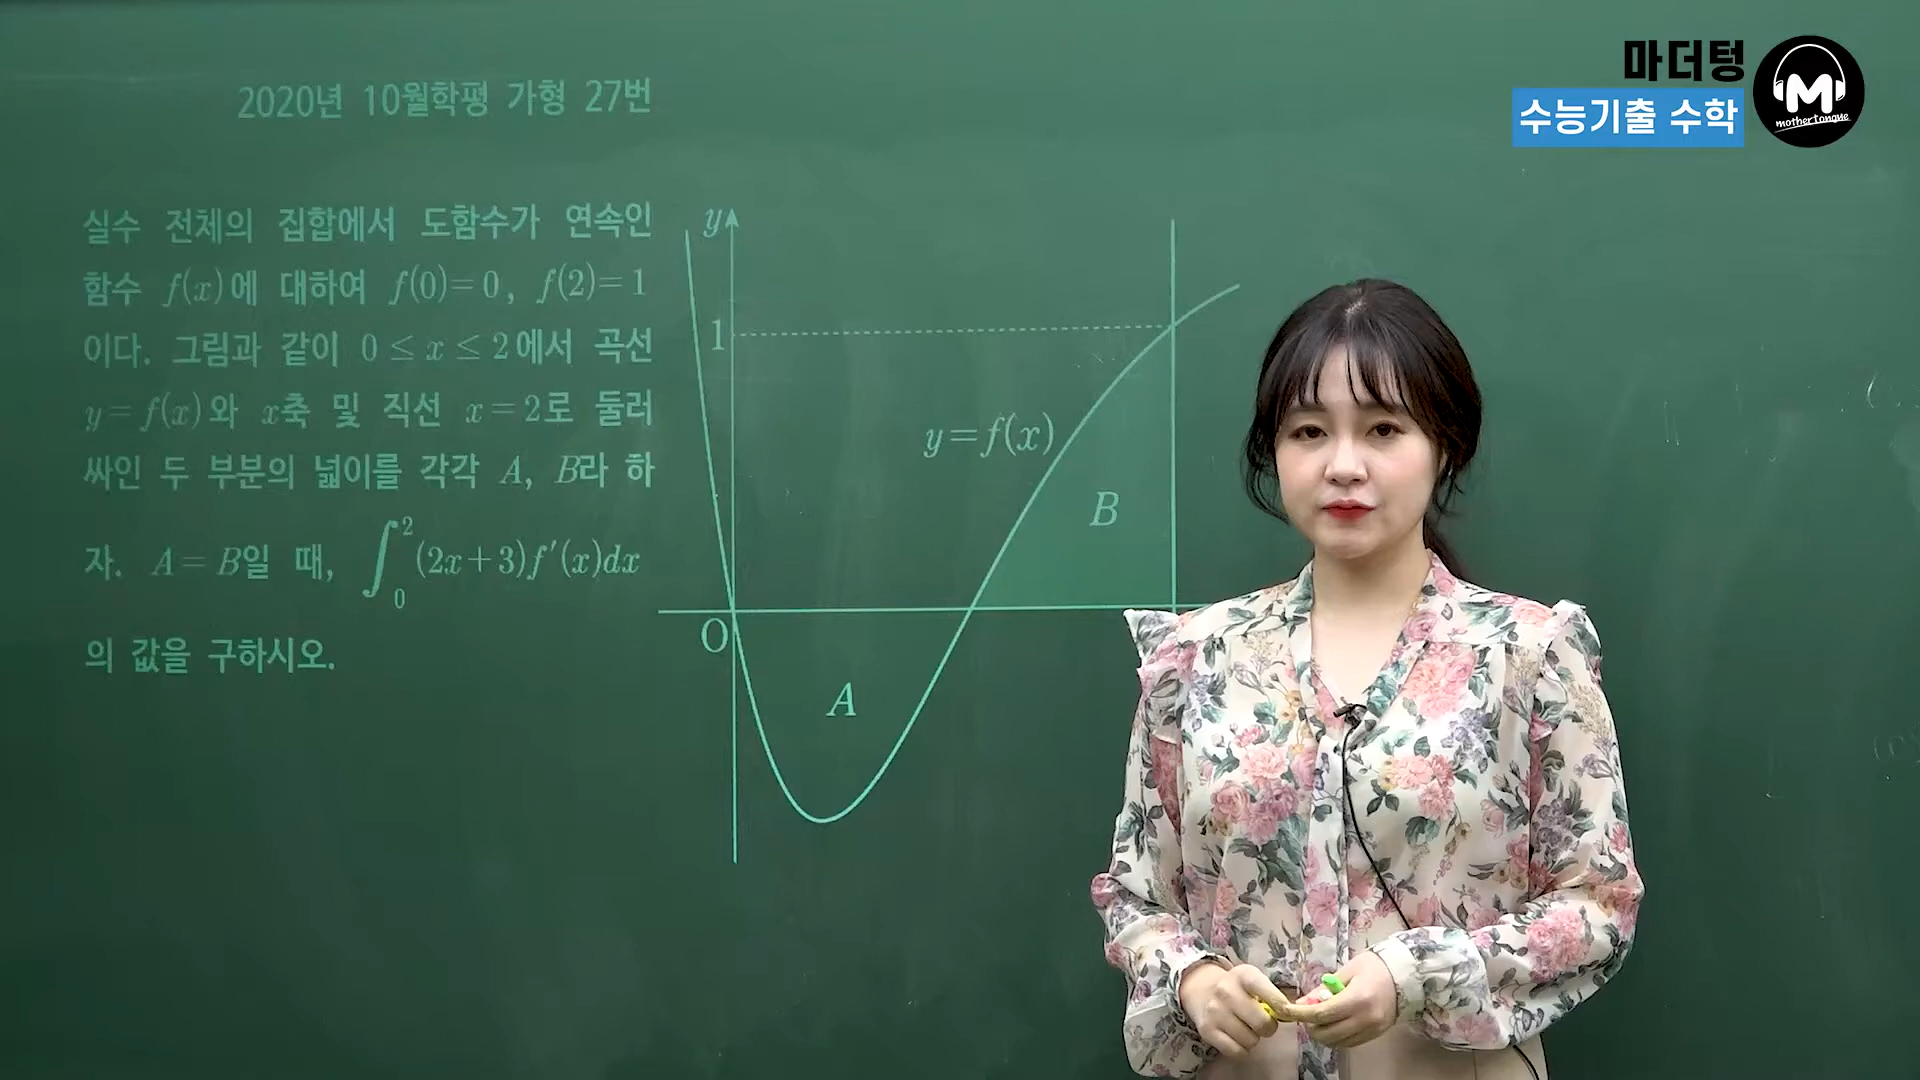 마더텅
수능기출 수학
M
mothertongue
2020년 10월학평 가형 27번
실수 전체의 집합에서 도함수가 연속인
함수 f(x)에 대하여 f(0)=0, f(2)=1
이다. 그림과 같이 0≤x≤2에서 곡선
y=f(x)와 x축 및 직선 x=2로 둘러
싸인 두 부분의 넓이를 각각 A, B라 하
자. A=B일 때, ∫₀²(2x+3)f′(x)dx
의 값을 구하시오.
y
1
y=f(x)
B
O
A